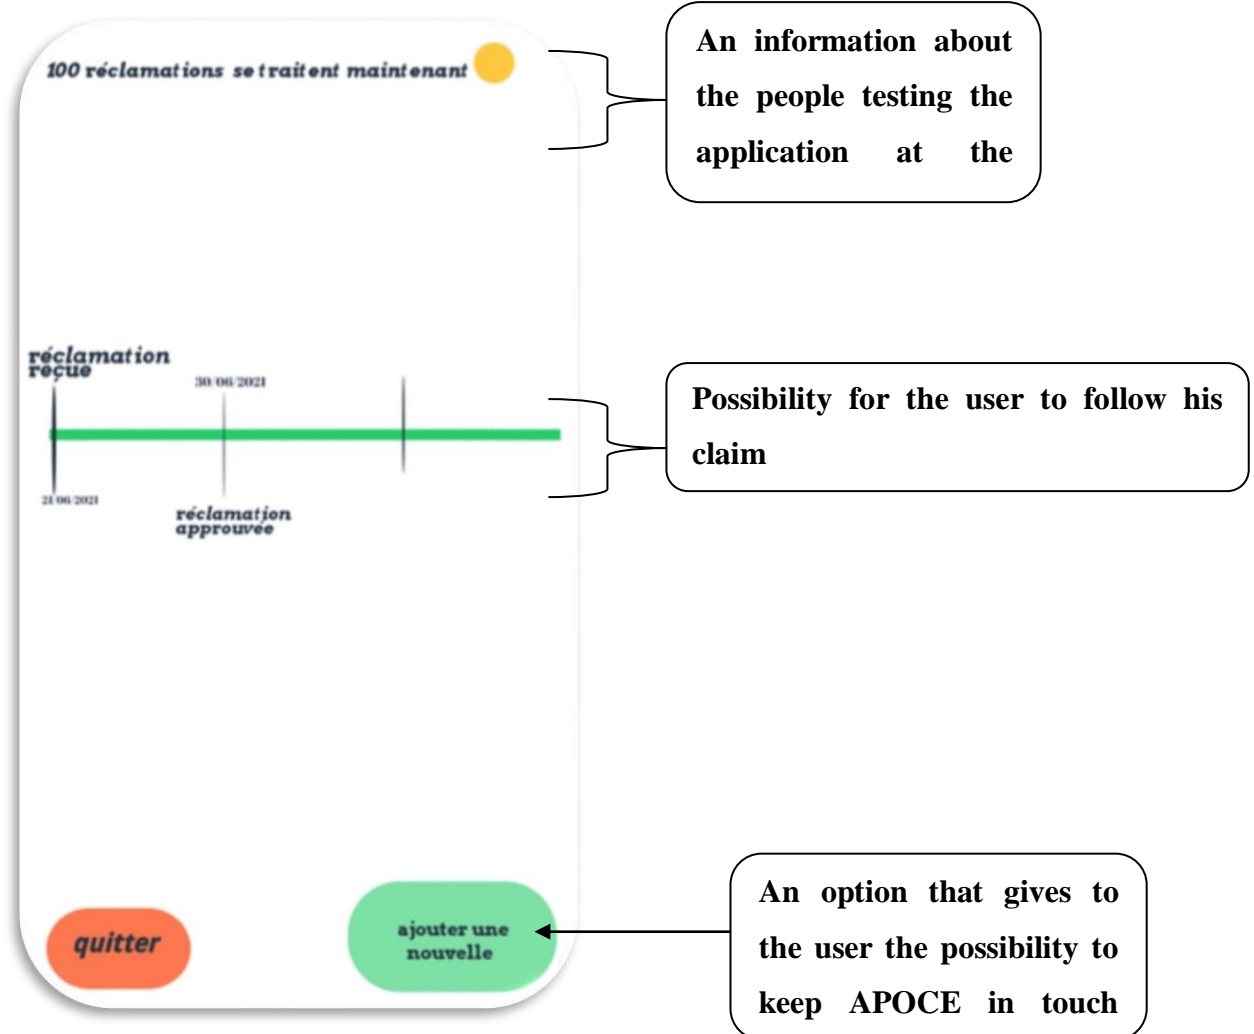 100 réclamations se traitent maintenant
An information about
the people testing the
application at the
réclamation
reçue
30/06/2021
21/06/2021
réclamation
approuvée
Possibility for the user to follow his
claim
quitter
ajouter une
nouvelle
An option that gives to
the user the possibility to
keep APOCE in touch